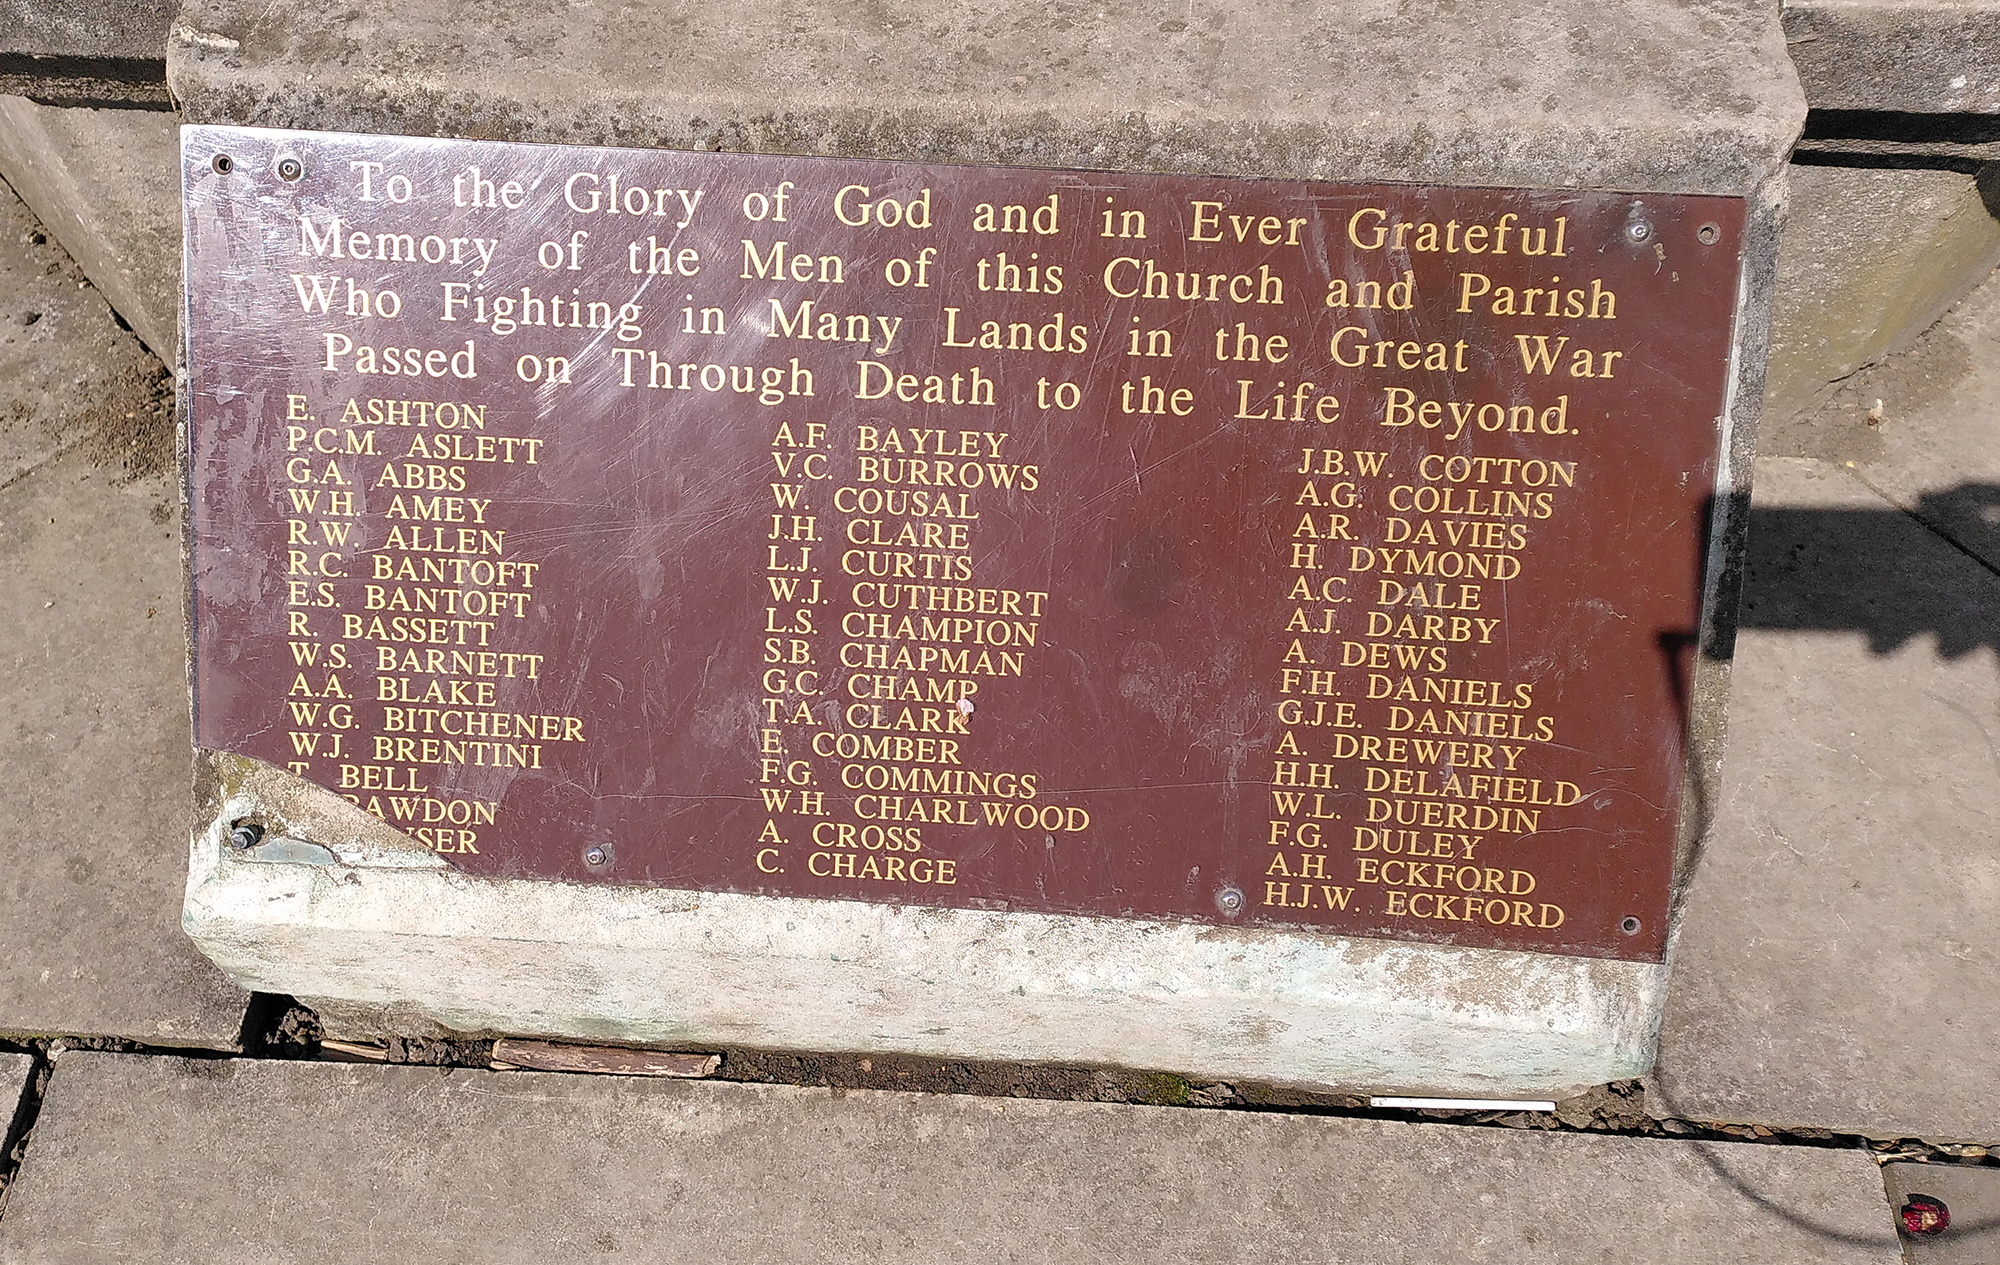 To the Glory of God and in Ever Grateful
Memory of the Men of this Church and Parish
Who Fighting in Many Lands in the Great War
Passed on Through Death to the Life Beyond.
E. ASHTON
P.C.M. ASLETT
G.A. ABBS
W.H. AMEY
R.W. ALLEN
R.C. BANTOFT
E.S. BANTOFT
R. BASSETT
W.S. BARNETT
A.A. BLAKE
W.G. BITCHENER
W.J. BRENTINI
T. BELL
A.F. BAYLEY
V.C. BURROWS
W. COUSAL
J.H. CLARE
L.J. CURTIS
W.J. CUTHBERT
L.S. CHAMPION
S.B. CHAPMAN
G.C. CHAMP
T.A. CLARK
E. COMBER
F.G. COMMINGS
W.H. CHARLWOOD
A. CROSS
C. CHARGE
J.B.W. COTTON
A.G. COLLINS
A.R. DAVIES
H. DYMOND
A.C. DALE
A.J. DARBY
A. DEWS
F.H. DANIELS
G.J.E. DANIELS
A. DREWERY
H.H. DELAFIELD
W.L. DUERDIN
F.G. DULEY
A.H. ECKFORD
H.J.W. ECKFORD